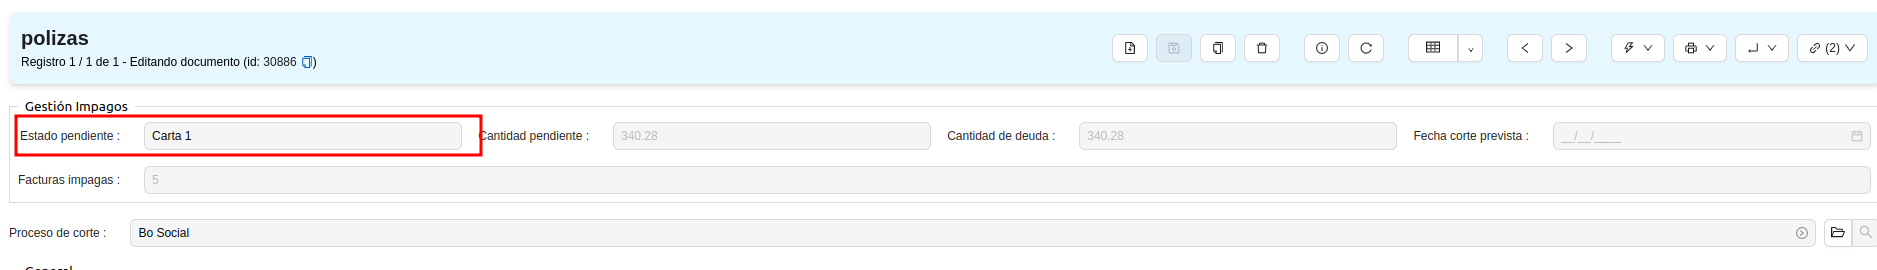 polizas
Registro 1 / 1 de 1 - Editando documento (id: 30886 )
(2)
Gestión Impagos
Estado pendiente : Carta 1 Cantidad pendiente : 340.28 Cantidad de deuda : 340.28 Fecha corte prevista : __/__/____
Facturas impagas : 5
Proceso de corte : Bo Social
General